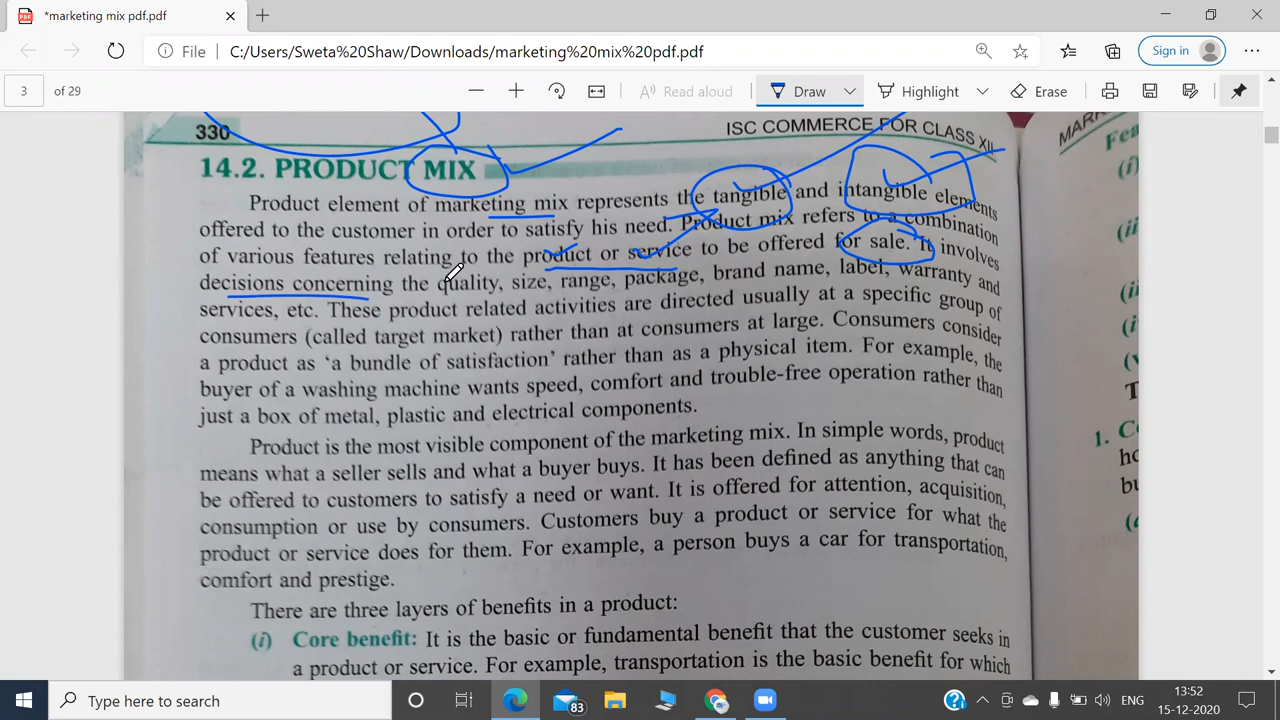 *marketing mix pdf.pdf
File C:/Users/Sweta%20Shaw/Downloads/marketing%20mix%20pdf.pdf Sign in
3 of 29 Read aloud Draw Highlight Erase
330 ISC COMMERCE FOR CLASS XII
14.2. PRODUCT MIX
Product element of marketing mix represents the tangible and intangible elements
offered to the customer in order to satisfy his need. Product mix refers to a combination
of various features relating to the product or service to be offered for sale. It involves
decisions concerning the quality, size, range, package, brand name, label, warranty and
services, etc. These product related activities are directed usually at a specific group of
consumers (called target market) rather than at consumers at large. Consumers consider
a product as 'a bundle of satisfaction' rather than as a physical item. For example, the
buyer of a washing machine wants speed, comfort and trouble-free operation rather than
just a box of metal, plastic and electrical components.
Product is the most visible component of the marketing mix. In simple words, product
means what a seller sells and what a buyer buys. It has been defined as anything that can
be offered to customers to satisfy a need or want. It is offered for attention, acquisition,
consumption or use by consumers. Customers buy a product or service for what the
product or service does for them. For example, a person buys a car for transportation,
comfort and prestige.
There are three layers of benefits in a product:
(i) Core benefit: It is the basic or fundamental benefit that the customer seeks in
a product or service. For example, transportation is the basic benefit for which
MARK
Fea
(i)
(ii
(ii
(i
(v
T
1. C
ho
bu
Type here to search
83
ENG
13:52
15-12-2020